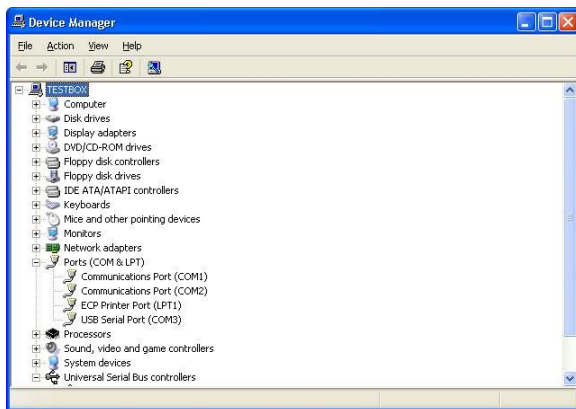 Device Manager
File Action View Help
TESTBOX
Computer
Disk drives
Display adapters
DVD/CD-ROM drives
Floppy disk controllers
Floppy disk drives
IDE ATA/ATAPI controllers
Keyboards
Mice and other pointing devices
Monitors
Network adapters
Ports (COM & LPT)
Communications Port (COM1)
Communications Port (COM2)
ECP Printer Port (LPT1)
USB Serial Port (COM3)
Processors
Sound, video and game controllers
System devices
Universal Serial Bus controllers